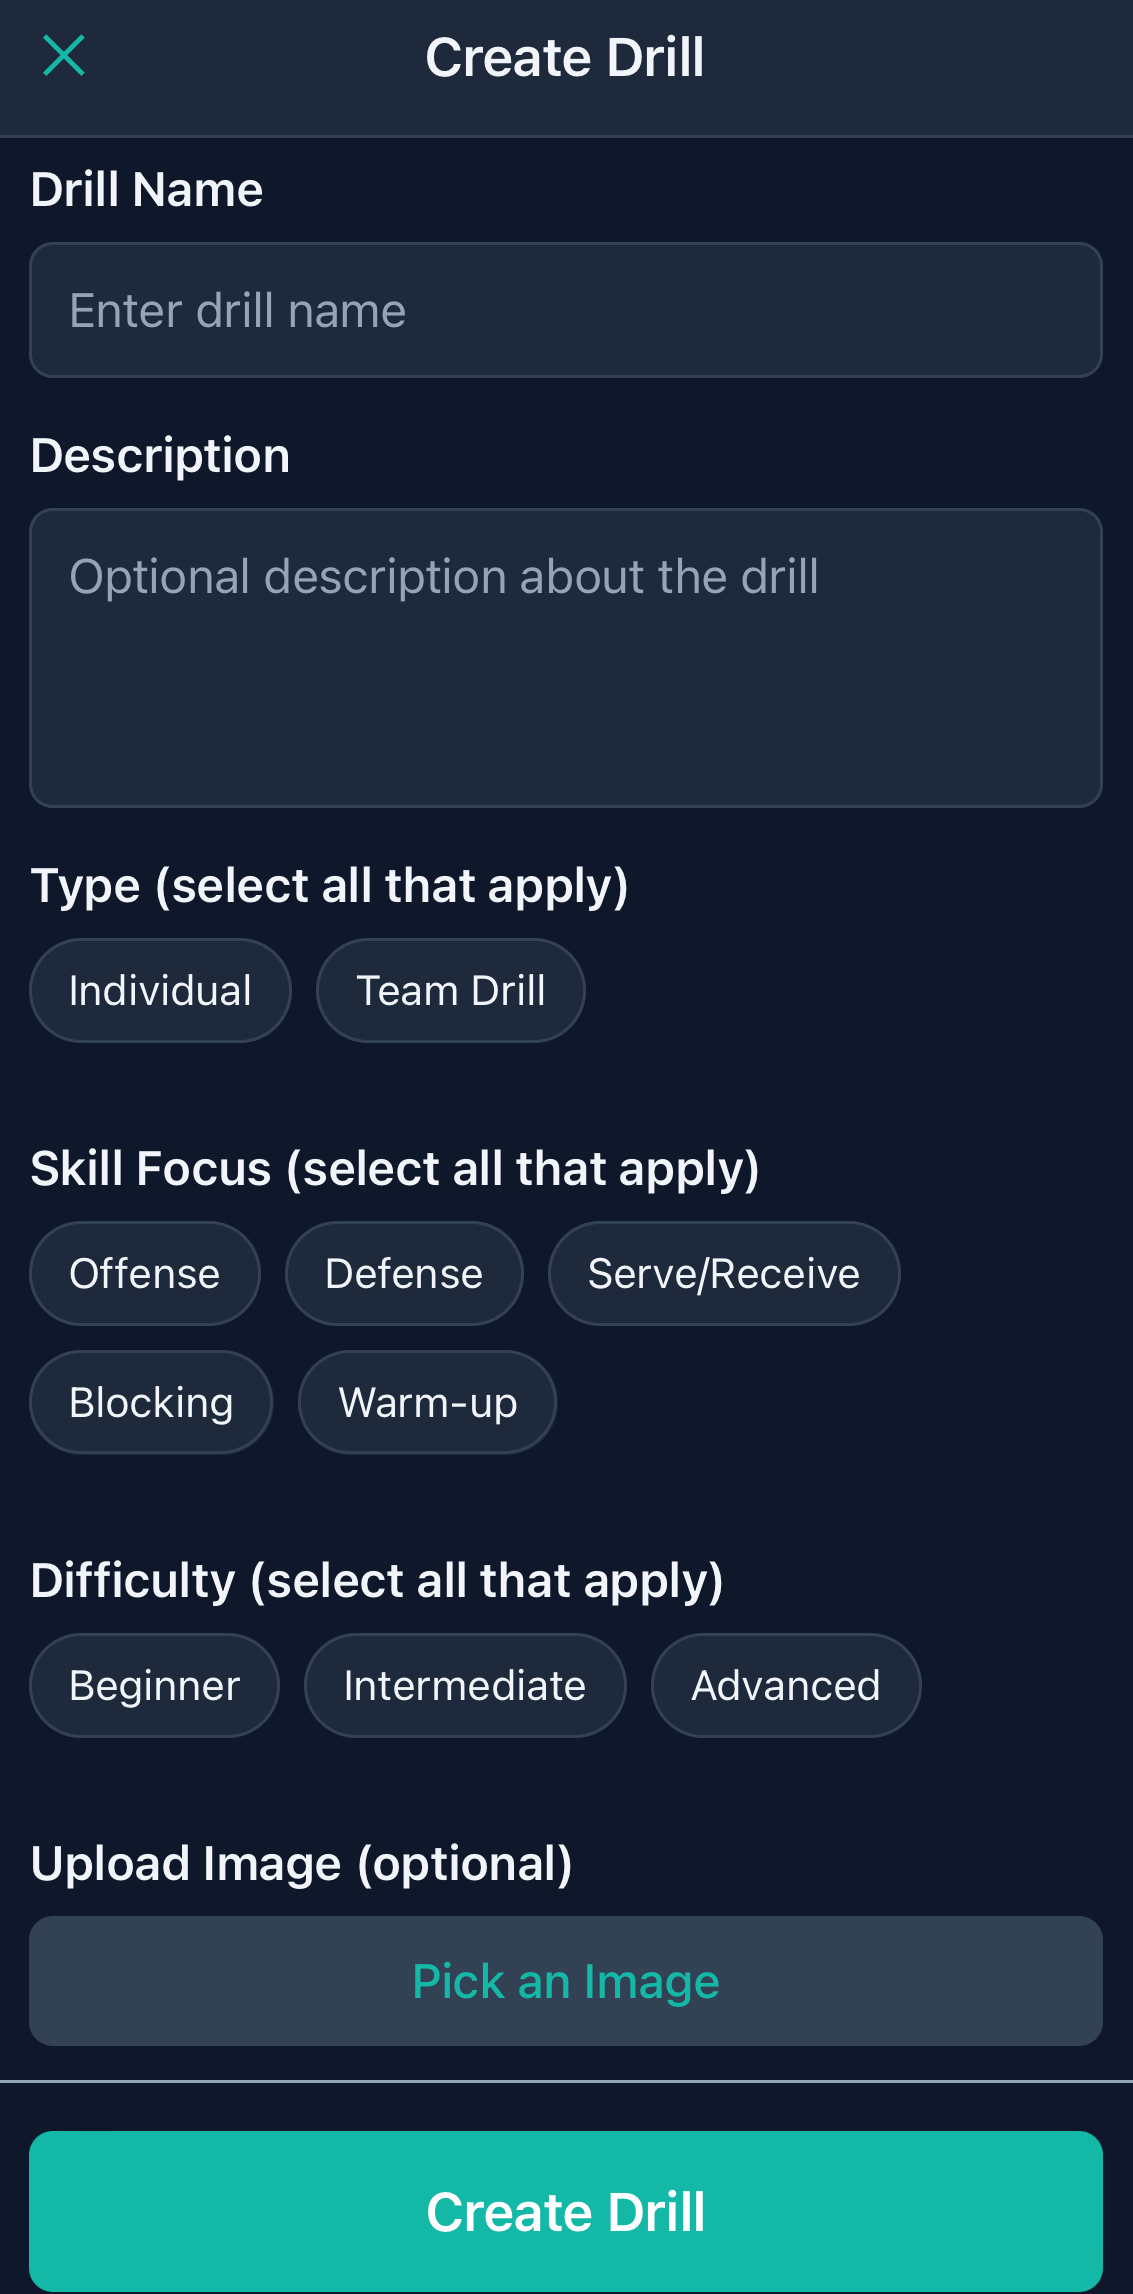 Create Drill
Drill Name
Enter drill name
Description
Optional description about the drill
Type (select all that apply)
Individual Team Drill
Skill Focus (select all that apply)
Offense Defense Serve/Receive
Blocking Warm-up
Difficulty (select all that apply)
Beginner Intermediate Advanced
Upload Image (optional)
Pick an Image
Create Drill